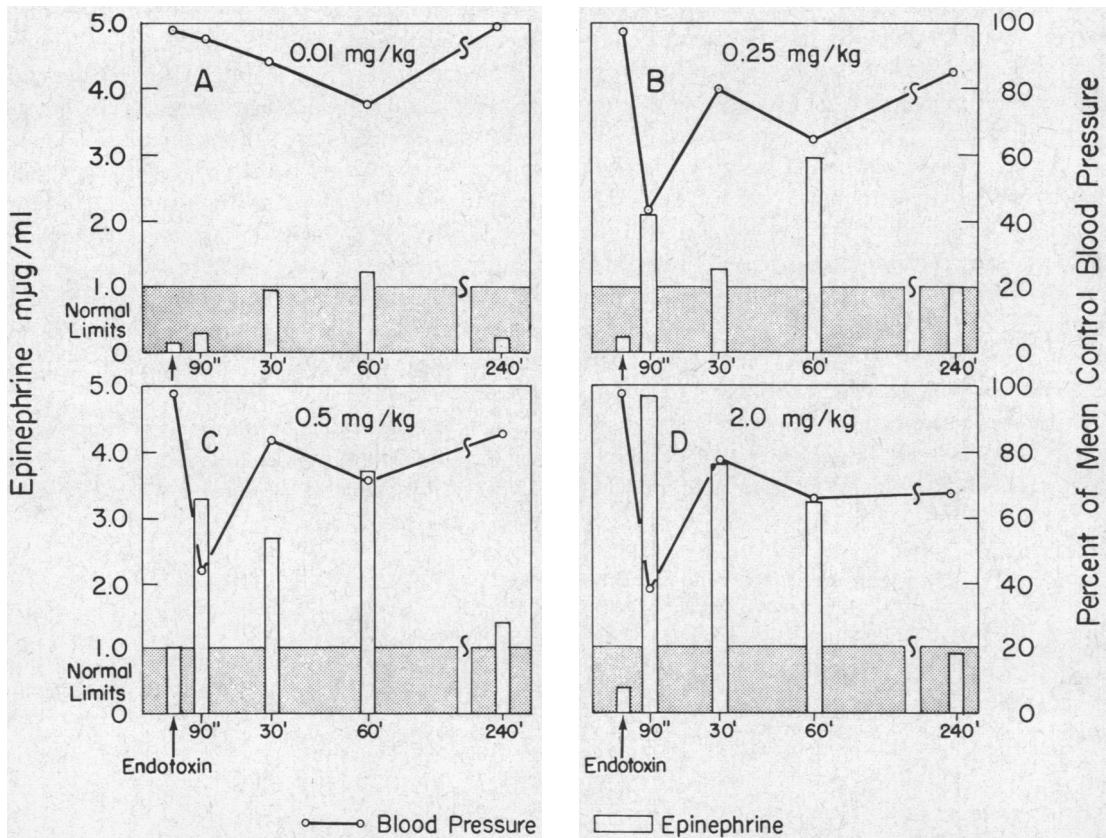 Epinephrine mμg/ml
5.0
4.0
3.0
2.0
1.0
Normal
Limits
0
A
0.01 mg/kg
90"
30'
60'
240'
B
0.25 mg/kg
100
80
60
40
20
0
90"
30'
60'
240'
5.0
4.0
3.0
2.0
1.0
Normal
Limits
0
C
0.5 mg/kg
90"
30'
60'
240'
Endotoxin
D
2.0 mg/kg
100
80
60
40
20
0
90"
30'
60'
240'
Endotoxin
Percent of Mean Control Blood Pressure
Blood Pressure
Epinephrine